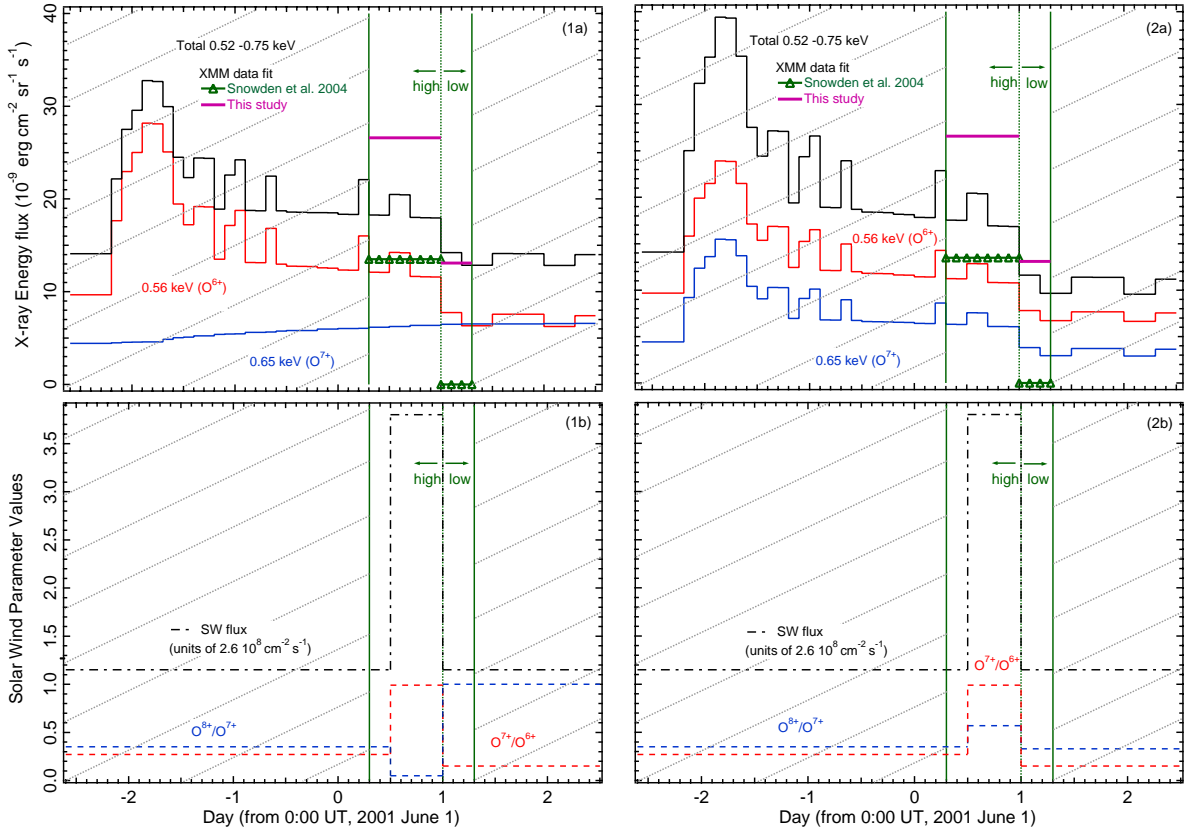 X-ray Energy flux (10⁻⁹ erg cm⁻² sr⁻¹ s⁻¹)
40
30
20
10
0
(1a)
Total 0.52 -0.75 keV
XMM data fit
Snowden et al. 2004
This study
high
low
0.56 keV (O⁶⁺)
0.65 keV (O⁷⁺)
(2a)
Total 0.52 -0.75 keV
XMM data fit
Snowden et al. 2004
This study
high
low
0.56 keV (O⁶⁺)
0.65 keV (O⁷⁺)
Solar Wind Parameter Values
3.5
3.0
2.5
2.0
1.5
1.0
0.5
0.0
(1b)
high
low
SW flux
(units of 2.6 10⁸ cm⁻² s⁻¹)
O⁸⁺/O⁷⁺
O⁷⁺/O⁶⁺
-2 -1 0 1 2
Day (from 0:00 UT, 2001 June 1)
(2b)
high
low
SW flux
(units of 2.6 10⁸ cm⁻² s⁻¹)
O⁷⁺/O⁶⁺
O⁸⁺/O⁷⁺
-2 -1 0 1 2
Day (from 0:00 UT, 2001 June 1)